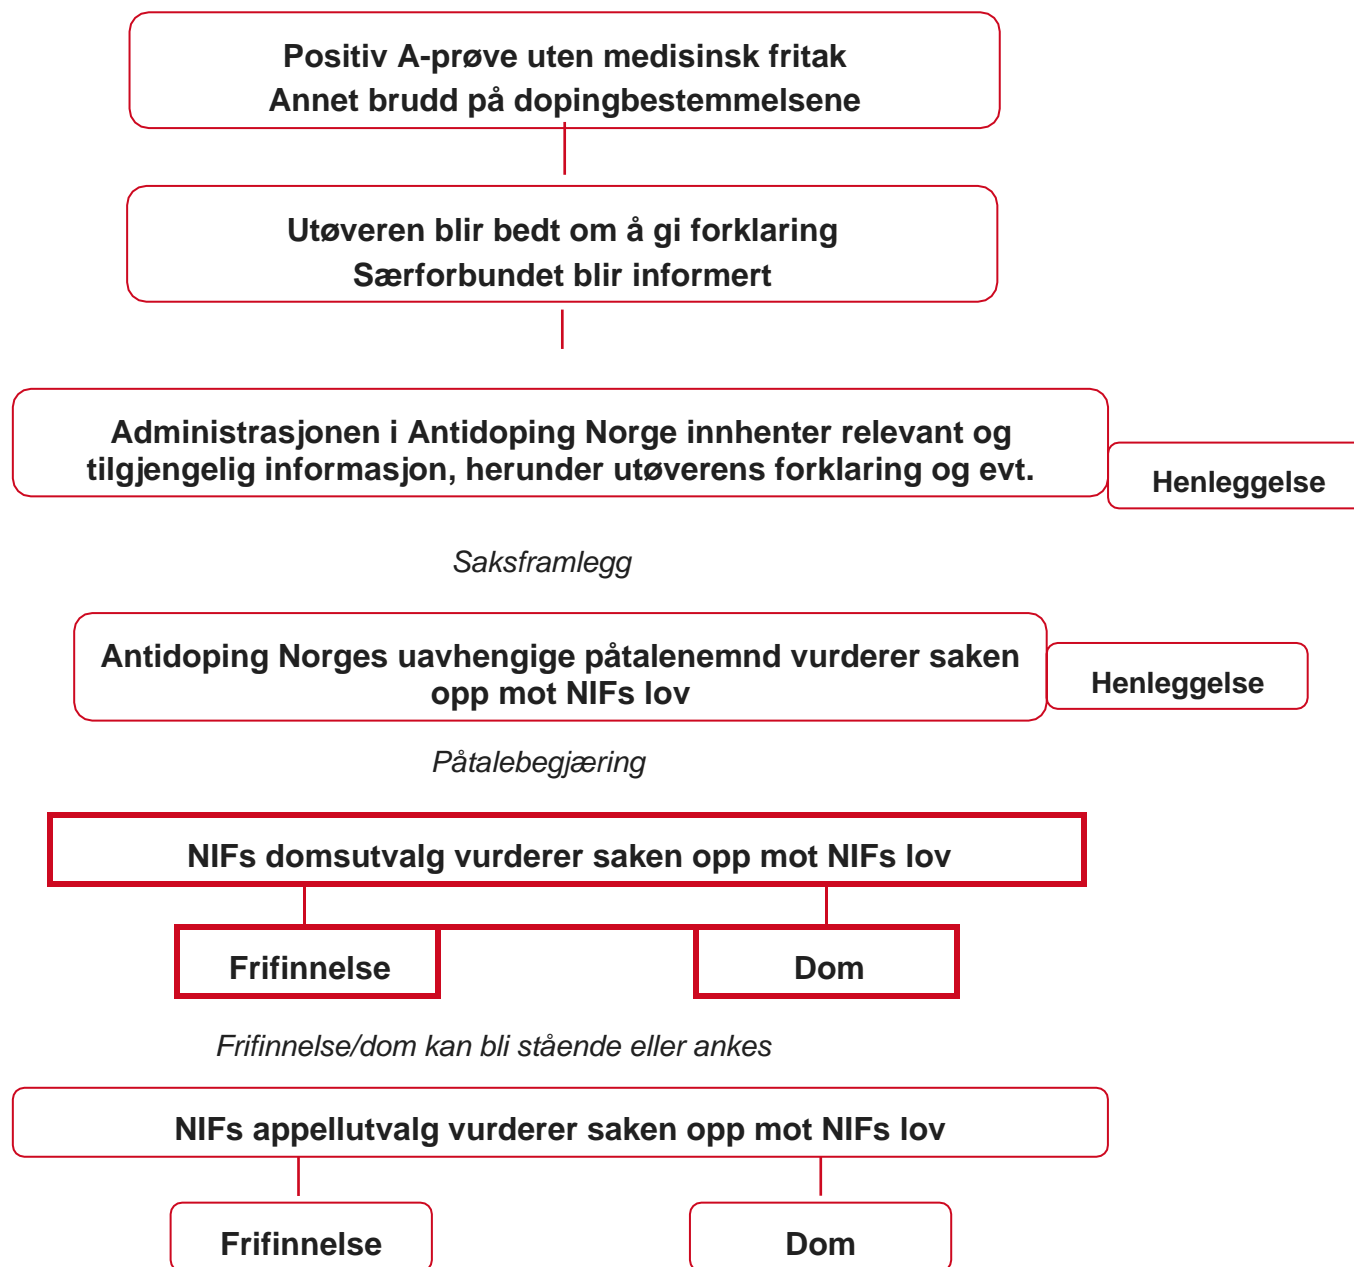 Positiv A-prøve uten medisinsk fritak
Annet brudd på dopingbestemmelsene
Utøveren blir bedt om å gi forklaring
Særforbundet blir informert
Administrasjonen i Antidoping Norge innhenter relevant og
tilgjengelig informasjon, herunder utøverens forklaring og evt.
Henleggelse
Saksframlegg
Antidoping Norges uavhengige påtalenemnd vurderer saken
opp mot NIFs lov
Henleggelse
Påtalebegjæring
NIFs domsutvalg vurderer saken opp mot NIFs lov
Frifinnelse
Dom
Frifinnelse/dom kan bli stående eller ankes
NIFs appellutvalg vurderer saken opp mot NIFs lov
Frifinnelse
Dom